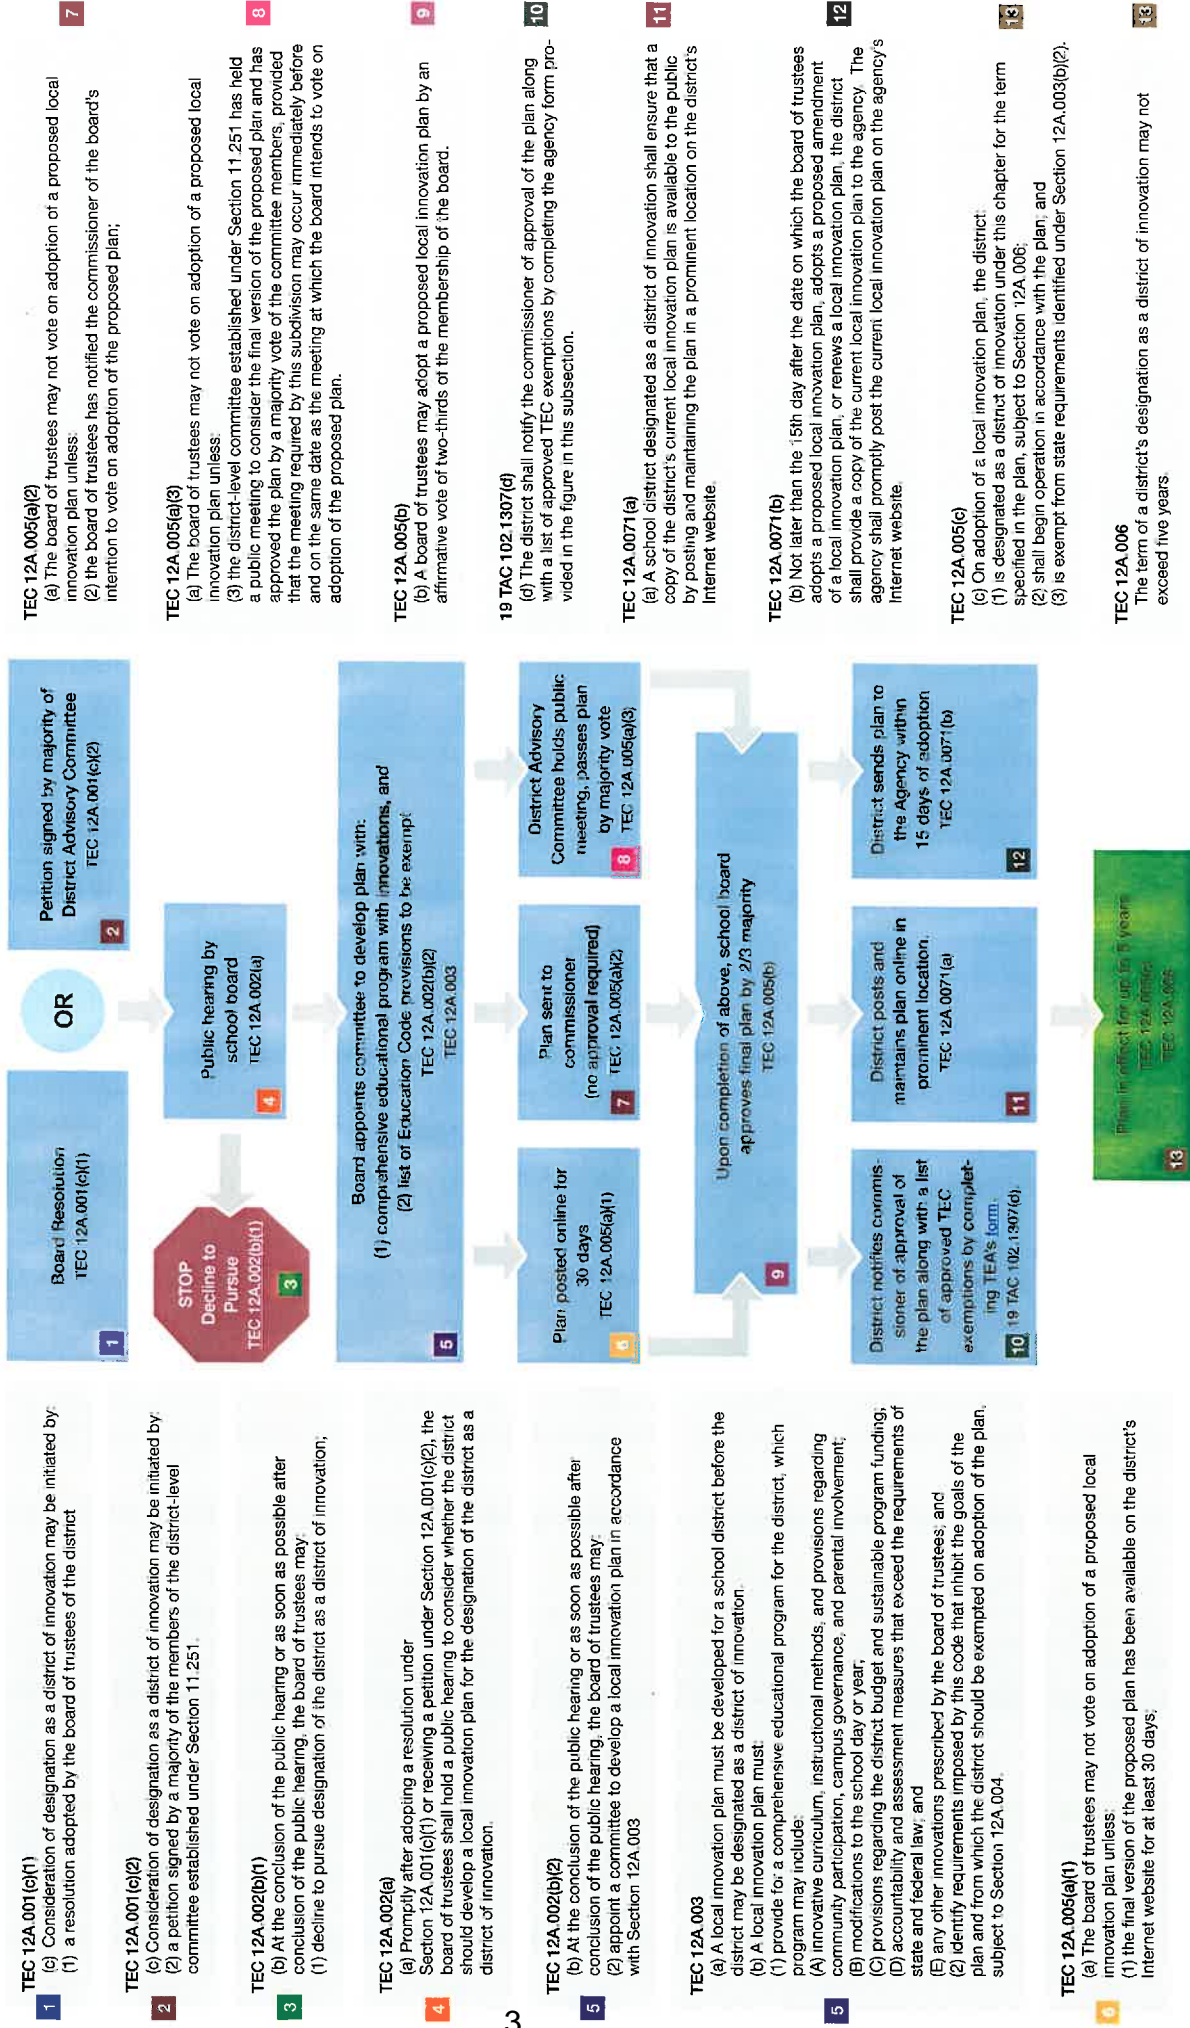 1
TEC 12A.001(c)(1)
(c) Consideration of designation as a district of innovation may be initiated by:
(1) a resolution adopted by the board of trustees of the district
2
TEC 12A.001(c)(2)
(c) Consideration of designation as a district of innovation may be initiated by:
(2) a petition signed by a majority of the members of the district-level
committee established under Section 11.251.
3
TEC 12A.002(b)(1)
(b) At the conclusion of the public hearing or as soon as possible after
conclusion of the public hearing, the board of trustees may:
(1) decline to pursue designation of the district as a district of innovation;
4
TEC 12A.002(a)
(a) Promptly after adopting a resolution under
Section 12A.001(c)(1) or receiving a petition under Section 12A.001(c)(2), the
board of trustees shall hold a public hearing to consider whether the district
should develop a local innovation plan for the designation of the district as a
district of innovation.
5
TEC 12A.002(b)(2)
(b) At the conclusion of the public hearing or as soon as possible after
conclusion of the public hearing, the board of trustees may:
(2) appoint a committee to develop a local innovation plan in accordance
with Section 12A.003
5
TEC 12A.003
(a) A local innovation plan must be developed for a school district before the
district may be designated as a district of innovation.
(b) A local innovation plan must:
(1) provide for a comprehensive educational program for the district, which
program may include:
(A) innovative curriculum, instructional methods, and provisions regarding
community participation, campus governance, and parental involvement;
(B) modifications to the school day or year;
(C) provisions regarding the district budget and sustainable program funding;
(D) accountability and assessment measures that exceed the requirements of
state and federal law; and
(E) any other innovations prescribed by the board of trustees; and
(2) identify requirements imposed by this code that inhibit the goals of the
plan and from which the district should be exempted on adoption of the plan,
subject to Section 12A.004.
6
TEC 12A.005(a)(1)
(a) The board of trustees may not vote on adoption of a proposed local
innovation plan unless:
(1) the final version of the proposed plan has been available on the district's
Internet website for at least 30 days;
Board Resolution
TEC 12A.001(c)(1)
1
OR
Petition signed by majority of
District Advisory Committee
TEC 12A.001(c)(2)
2
STOP
Decline to
Pursue
TEC 12A.002(b)(1)
3
Public hearing by
school board
TEC 12A.002(a)
4
Board appoints committee to develop plan with:
(1) comprehensive educational program with innovations, and
(2) list of Education Code provisions to be exempt
TEC 12A.002(b)(2)
TEC 12A.003
5
Plan posted online for
30 days
TEC 12A.005(a)(1)
6
Plan sent to
commissioner
(no approval required)
TEC 12A.005(a)(2)
7
District Advisory
Committee holds public
meeting, passes plan
by majority vote
TEC 12A.005(a)(3)
8
Upon completion of above, school board
approves final plan by 2/3 majority
TEC 12A.005(b)
9
District notifies commis-
sioner of approval of
the plan along with a list
of approved TEC
exemptions by complet-
ing TEA's form.
19 TAC 102.1307(d).
10
District posts and
maintains plan online in
prominent location.
TEC 12A.0071(a)
11
District sends plan to
the Agency within
15 days of adoption
TEC 12A.0071(b)
12
Plan in effect for up to 5 years
TEC 12A.005(c)
TEC 12A.006
13
TEC 12A.005(a)(2)
(a) The board of trustees may not vote on adoption of a proposed local
innovation plan unless:
(2) the board of trustees has notified the commissioner of the board's
intention to vote on adoption of the proposed plan;
7
TEC 12A.005(a)(3)
(a) The board of trustees may not vote on adoption of a proposed local
innovation plan unless:
(3) the district-level committee established under Section 11.251 has held
a public meeting to consider the final version of the proposed plan and has
approved the plan by a majority vote of the committee members, provided
that the meeting required by this subdivision may occur immediately before
and on the same date as the meeting at which the board intends to vote on
adoption of the proposed plan.
8
TEC 12A.005(b)
(b) A board of trustees may adopt a proposed local innovation plan by an
affirmative vote of two-thirds of the membership of the board.
9
19 TAC 102.1307(d)
(d) The district shall notify the commissioner of approval of the plan along
with a list of approved TEC exemptions by completing the agency form pro-
vided in the figure in this subsection.
10
TEC 12A.0071(a)
(a) A school district designated as a district of innovation shall ensure that a
copy of the district's current local innovation plan is available to the public
by posting and maintaining the plan in a prominent location on the district's
Internet website.
11
TEC 12A.0071(b)
(b) Not later than the 15th day after the date on which the board of trustees
adopts a proposed local innovation plan, adopts a proposed amendment
of a local innovation plan, or renews a local innovation plan, the district
shall provide a copy of the current local innovation plan to the agency. The
agency shall promptly post the current local innovation plan on the agency's
Internet website.
12
TEC 12A.005(c)
(c) On adoption of a local innovation plan, the district:
(1) is designated as a district of innovation under this chapter for the term
specified in the plan, subject to Section 12A.006;
(2) shall begin operation in accordance with the plan; and
(3) is exempt from state requirements identified under Section 12A.003(b)(2).
13
TEC 12A.006
The term of a district's designation as a district of innovation may not
exceed five years.
13
3